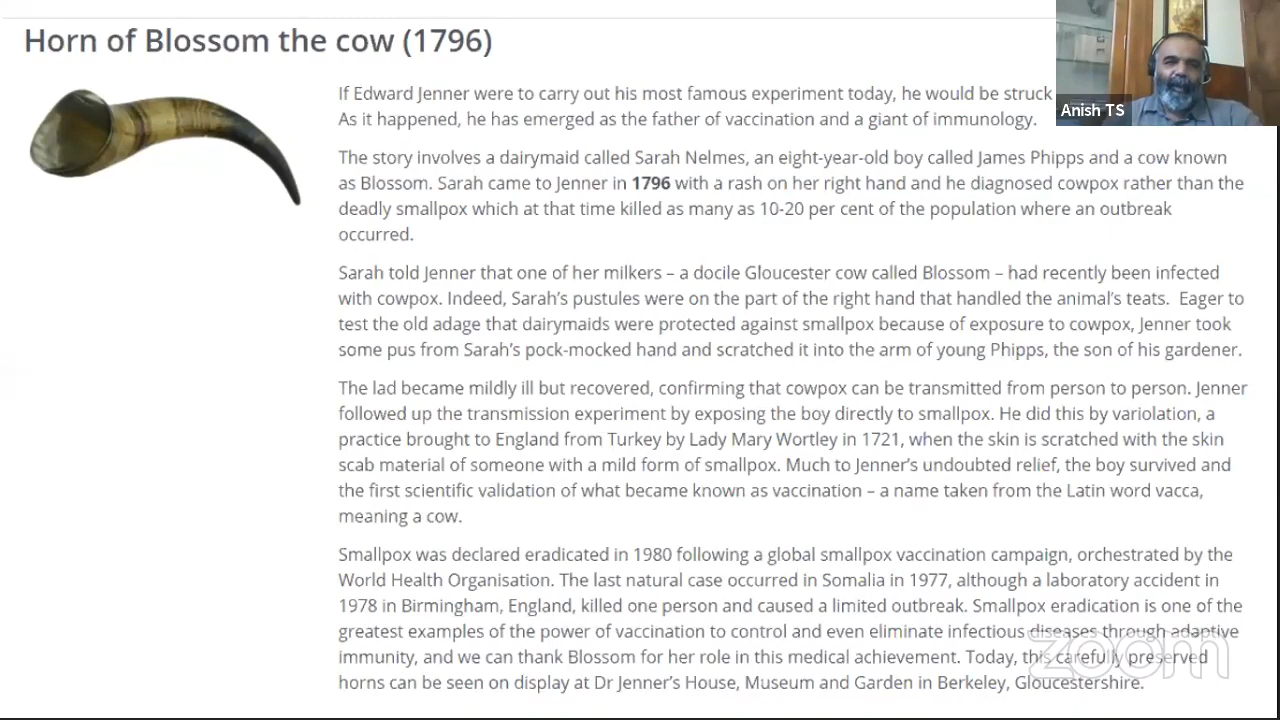 Horn of Blossom the cow (1796)
If Edward Jenner were to carry out his most famous experiment today, he would be struck
As it happened, he has emerged as the father of vaccination and a giant of immunology.
Anish TS
The story involves a dairymaid called Sarah Nelmes, an eight-year-old boy called James Phipps and a cow known
as Blossom. Sarah came to Jenner in 1796 with a rash on her right hand and he diagnosed cowpox rather than the
deadly smallpox which at that time killed as many as 10-20 per cent of the population where an outbreak
occurred.
Sarah told Jenner that one of her milkers – a docile Gloucester cow called Blossom – had recently been infected
with cowpox. Indeed, Sarah’s pustules were on the part of the right hand that handled the animal’s teats.  Eager to
test the old adage that dairymaids were protected against smallpox because of exposure to cowpox, Jenner took
some pus from Sarah’s pock-mocked hand and scratched it into the arm of young Phipps, the son of his gardener.
The lad became mildly ill but recovered, confirming that cowpox can be transmitted from person to person. Jenner
followed up the transmission experiment by exposing the boy directly to smallpox. He did this by variolation, a
practice brought to England from Turkey by Lady Mary Wortley in 1721, when the skin is scratched with the skin
scab material of someone with a mild form of smallpox. Much to Jenner’s undoubted relief, the boy survived and
the first scientific validation of what became known as vaccination – a name taken from the Latin word vacca,
meaning a cow.
Smallpox was declared eradicated in 1980 following a global smallpox vaccination campaign, orchestrated by the
World Health Organisation. The last natural case occurred in Somalia in 1977, although a laboratory accident in
1978 in Birmingham, England, killed one person and caused a limited outbreak. Smallpox eradication is one of the
greatest examples of the power of vaccination to control and even eliminate infectious diseases through adaptive
immunity, and we can thank Blossom for her role in this medical achievement. Today, this carefully preserved
horns can be seen on display at Dr Jenner’s House, Museum and Garden in Berkeley, Gloucestershire.
zoom